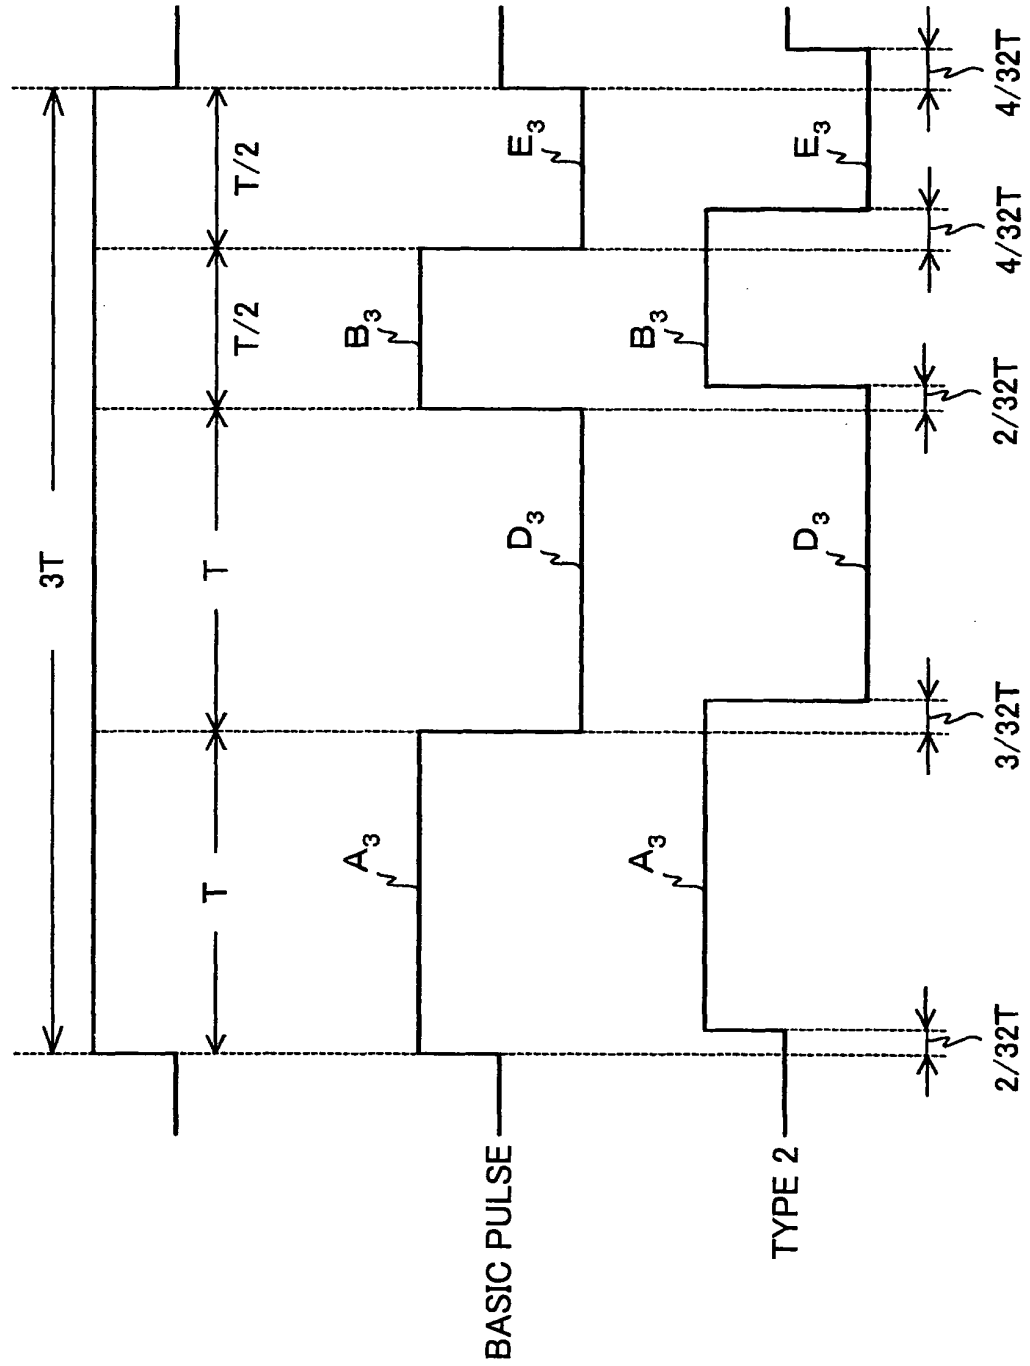 3T
T
T
T/2
T/2
BASIC PULSE
A3
D3
B3
E3
TYPE 2
A3
D3
B3
E3
2/32T
3/32T
2/32T
4/32T
4/32T